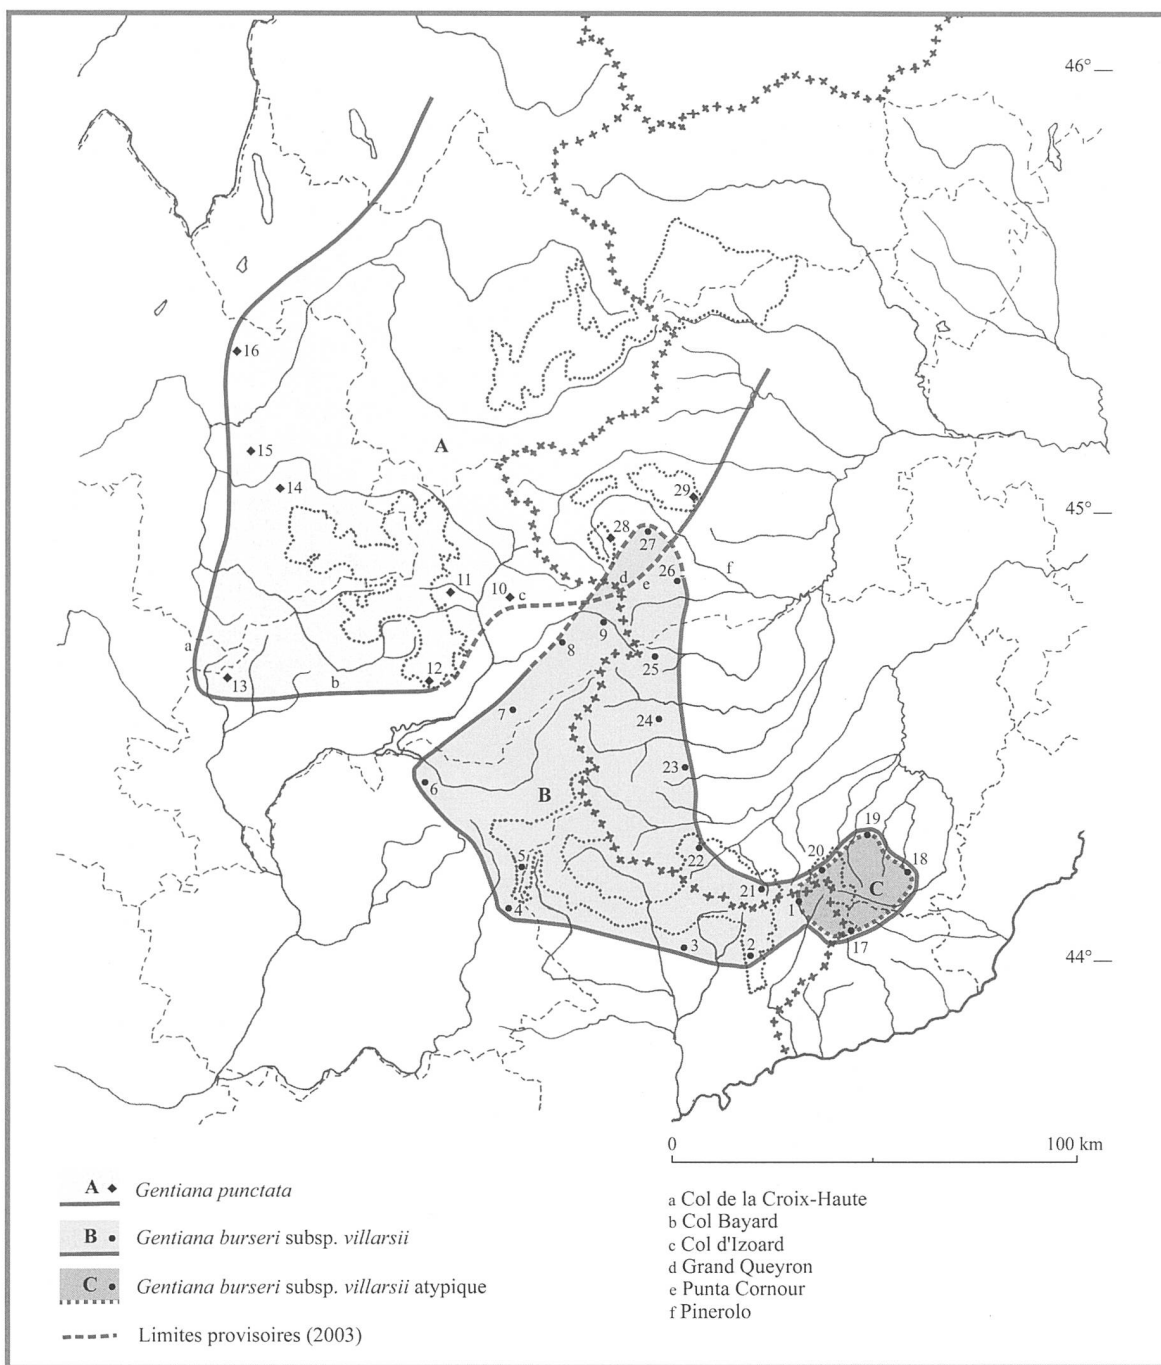 46°
16
A
15
14
29
45°
28
27
11
10
c
d
e
f
26
9
8
a
13
b
12
25
7
24
23
6
B
19
22
20
18
5
21
C
1
4
17
3
2
44°
0 100 km
A Gentiana punctata
B Gentiana burseri subsp. villarsii
C Gentiana burseri subsp. villarsii atypique
Limites provisoires (2003)
a Col de la Croix-Haute
b Col Bayard
c Col d'Izoard
d Grand Queyron
e Punta Cornour
f Pinerolo